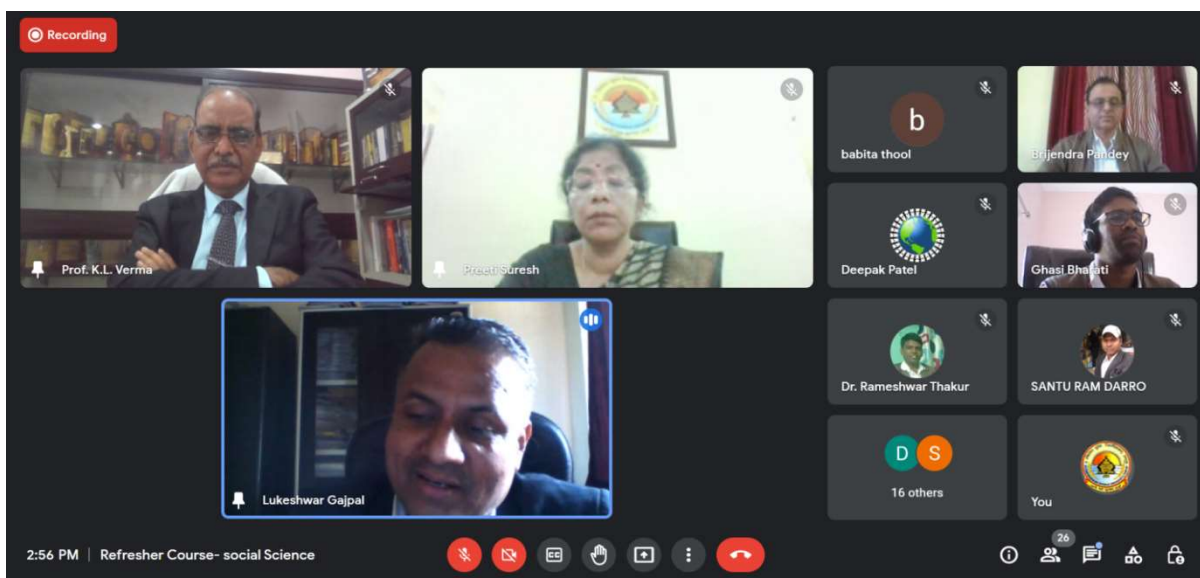 Recording
Prof. K.L. Verma
Preeti Suresh
b
babita thool
Brijendra Pandey
Deepak Patel
Ghasi Bharati
Dr. Rameshwar Thakur
SANTU RAM DARRO
Lukeshwar Gajpal
D S
16 others
You
2:56 PM | Refresher Course- social Science
CC
26